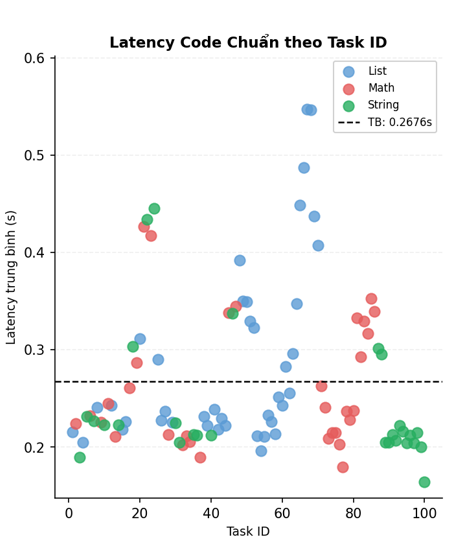 Latency Code Chuẩn theo Task ID
List
Math
String
TB: 0.2676s
0.6
0.5
0.4
0.3
0.2
Latency trung bình (s)
0
20
40
60
80
100
Task ID